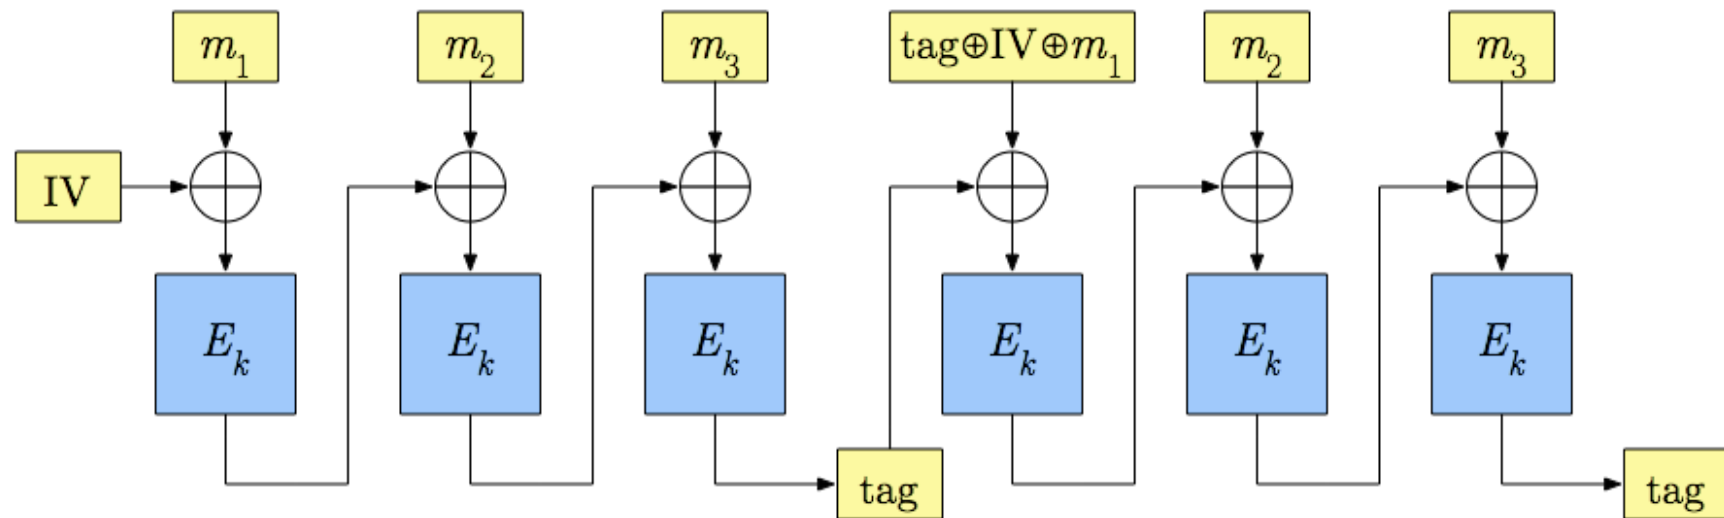 m₁ m₂ m₃ tag⊕IV⊕m₁ m₂ m₃
IV
Eₖ Eₖ Eₖ Eₖ Eₖ Eₖ
tag tag